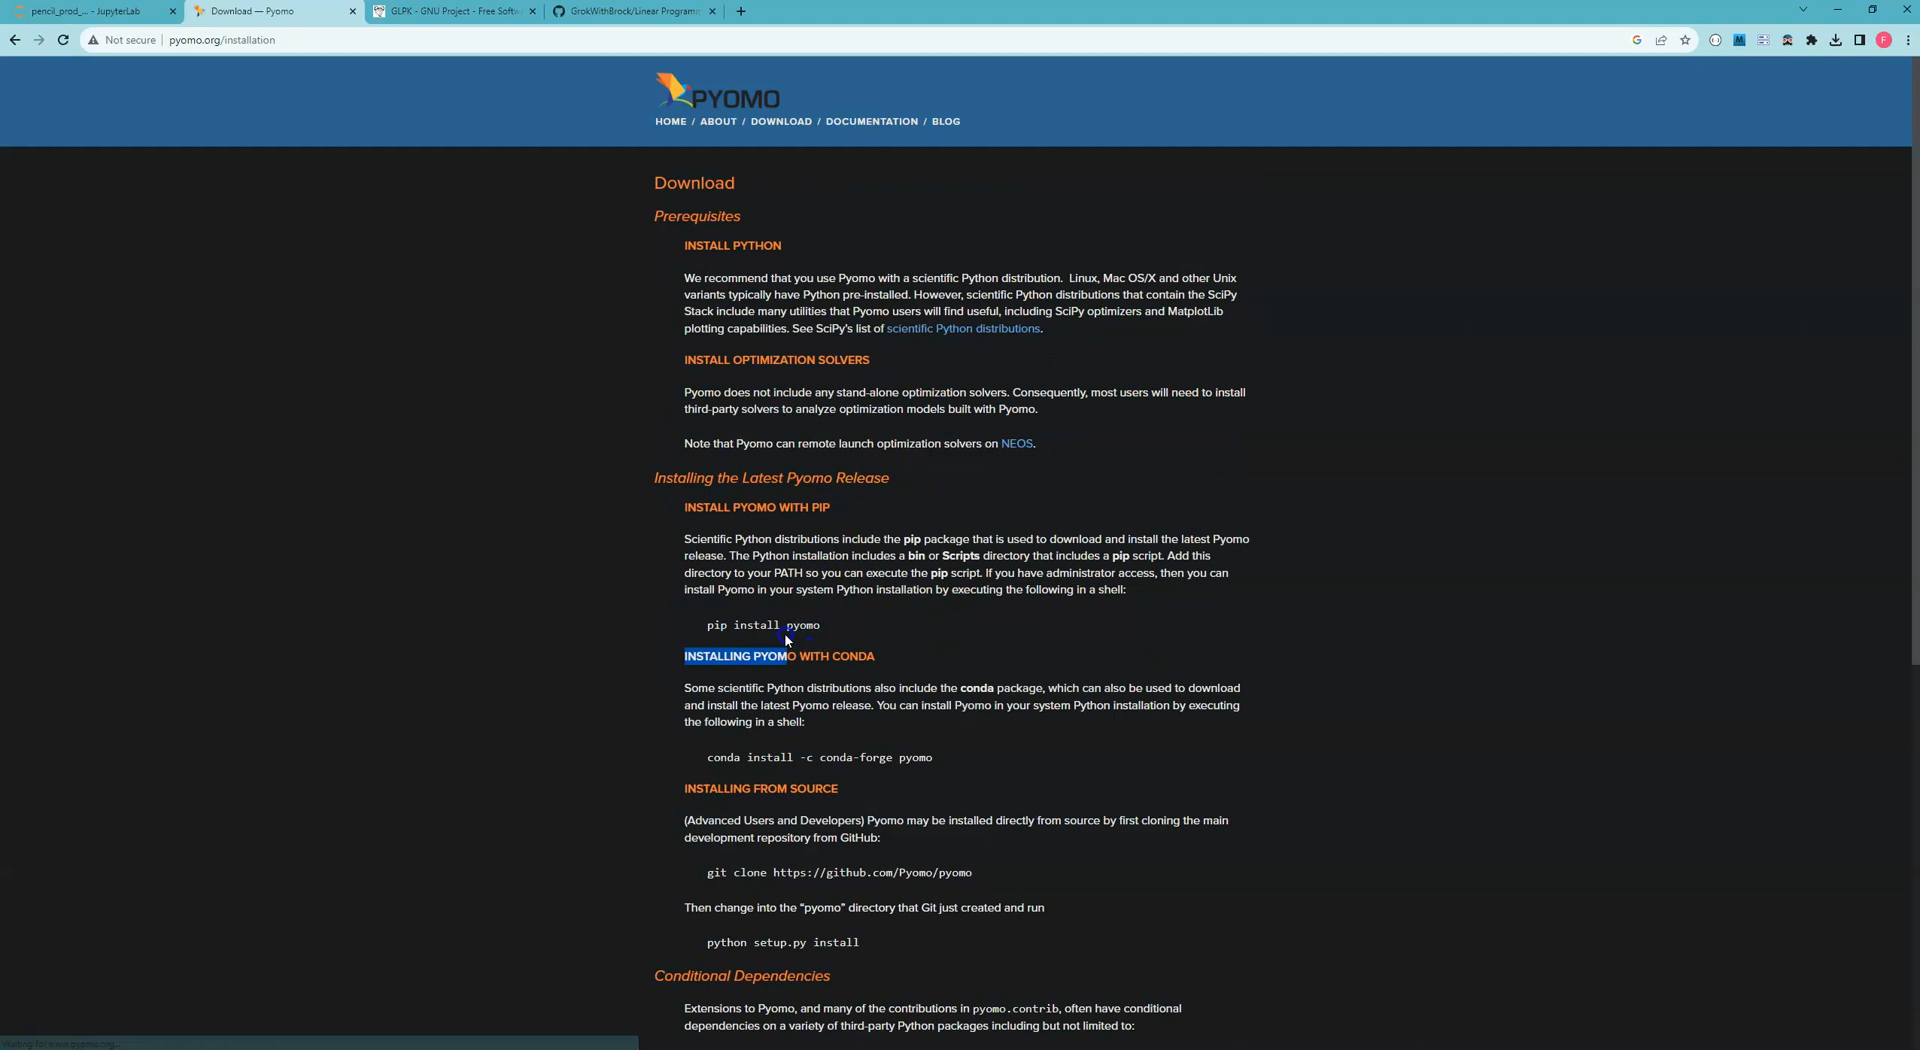 pencil_prod_... - JupyterLab
Download — Pyomo
GLPK - GNU Project - Free Softw
GrokWithBrock/Linear Programm
Not secure
pyomo.org/installation
F
PYOMO
HOME / ABOUT / DOWNLOAD / DOCUMENTATION / BLOG
Download
Prerequisites
INSTALL PYTHON
We recommend that you use Pyomo with a scientific Python distribution. Linux, Mac OS/X and other Unix
variants typically have Python pre-installed. However, scientific Python distributions that contain the SciPy
Stack include many utilities that Pyomo users will find useful, including SciPy optimizers and MatplotLib
plotting capabilities. See SciPy's list of scientific Python distributions.
INSTALL OPTIMIZATION SOLVERS
Pyomo does not include any stand-alone optimization solvers. Consequently, most users will need to install
third-party solvers to analyze optimization models built with Pyomo.
Note that Pyomo can remote launch optimization solvers on NEOS.
Installing the Latest Pyomo Release
INSTALL PYOMO WITH PIP
Scientific Python distributions include the pip package that is used to download and install the latest Pyomo
release. The Python installation includes a bin or Scripts directory that includes a pip script. Add this
directory to your PATH so you can execute the pip script. If you have administrator access, then you can
install Pyomo in your system Python installation by executing the following in a shell:
pip install pyomo
INSTALLING PYOMO WITH CONDA
Some scientific Python distributions also include the conda package, which can also be used to download
and install the latest Pyomo release. You can install Pyomo in your system Python installation by executing
the following in a shell:
conda install -c conda-forge pyomo
INSTALLING FROM SOURCE
(Advanced Users and Developers) Pyomo may be installed directly from source by first cloning the main
development repository from GitHub:
git clone https://github.com/Pyomo/pyomo
Then change into the “pyomo” directory that Git just created and run
python setup.py install
Conditional Dependencies
Extensions to Pyomo, and many of the contributions in pyomo.contrib, often have conditional
dependencies on a variety of third-party Python packages including but not limited to:
Waiting for www.pyomo.org...